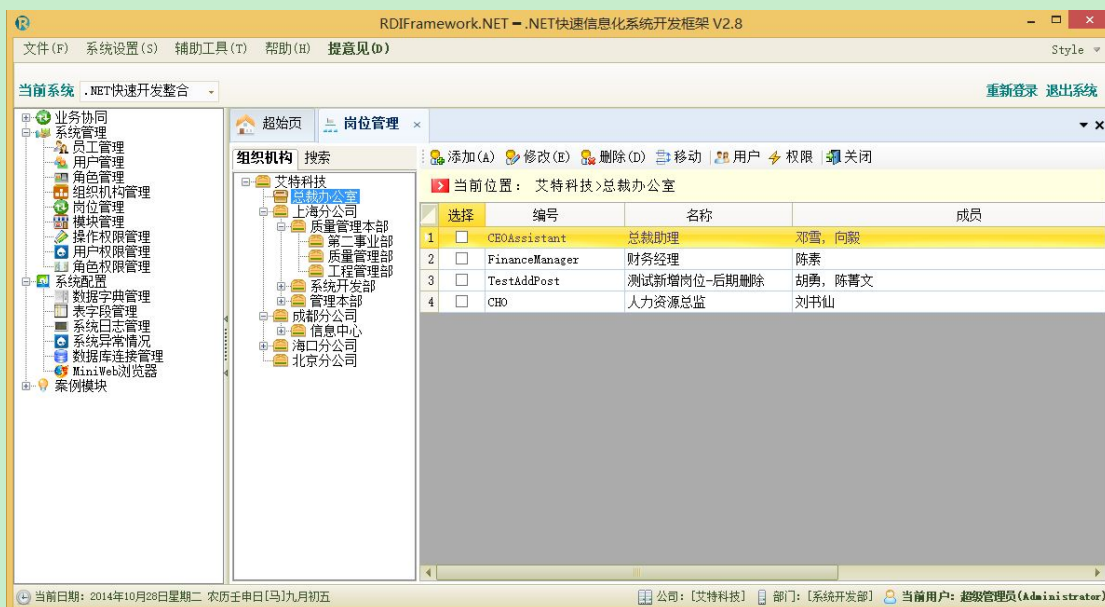 RDIFramework.NET – .NET快速信息化系统开发框架 V2.8
文件(F) 系统设置(S) 辅助工具(T) 帮助(H) 提意见(O) Style
当前系统 .NET快速开发整合 重新登录 退出系统
业务协同
系统管理
员工管理
用户管理
角色管理
组织机构管理
岗位管理
模块管理
操作权限管理
用户权限管理
角色权限管理
系统配置
数据字典管理
表字段管理
系统日志管理
系统异常情况
数据库连接管理
MiniWeb浏览器
案例模块
超始页 岗位管理 ×
组织机构 搜索
艾特科技
总裁办公室
上海分公司
质量管理本部
第二事业部
质量管理部
工程管理部
系统开发部
管理本部
成都分公司
信息中心
海口分公司
北京分公司
添加(A) 修改(E) 删除(D) 移动 用户 权限 关闭
当前位置： 艾特科技>总裁办公室
选择 编号 名称 成员
1 CEOAssistant 总裁助理 邓雪, 向毅
2 FinanceManager 财务经理 陈素
3 TestAddPost 测试新增岗位-后期删除 胡勇, 陈菁文
4 CHO 人力资源总监 刘书仙
当前日期: 2014年10月28日星期二 农历壬申日[马]九月初五 公司:[艾特科技] 部门:[系统开发部] 当前用户: 超级管理员(Administrator)